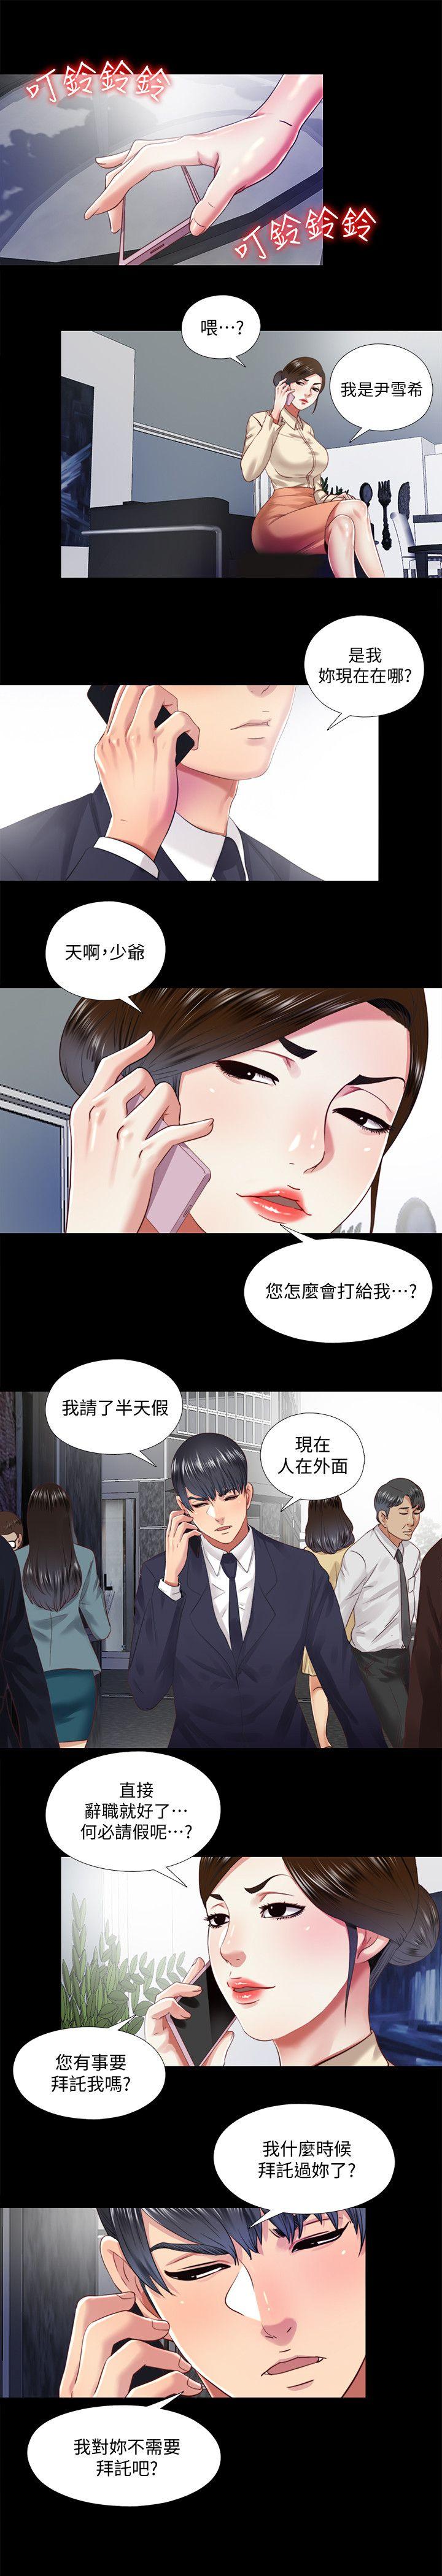 叮鈴鈴鈴
叮鈴鈴鈴
喂⋯?
我是尹雪希
是我
妳現在在哪?
天啊,少爺
您怎麼會打給我⋯?
我請了半天假
現在
人在外面
直接
辭職就好了⋯
何必請假呢⋯?
您有事要
拜託我嗎?
我什麼時候
拜託過妳了?
我對妳不需要
拜託吧?